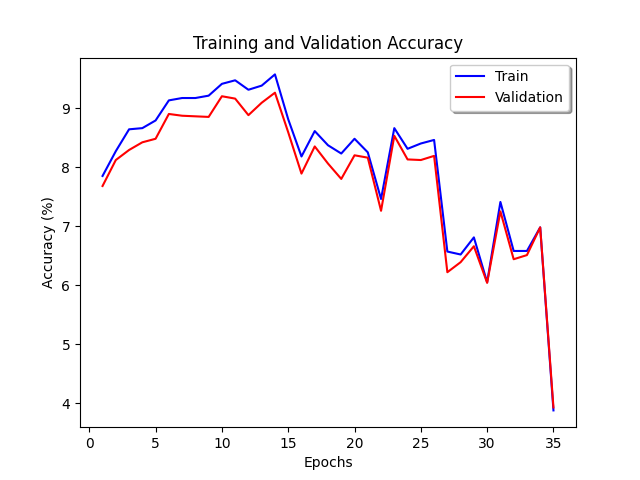 Training and Validation Accuracy
Train
Validation
Accuracy (%)
9
8
7
6
5
4
0 5 10 15 20 25 30 35
Epochs